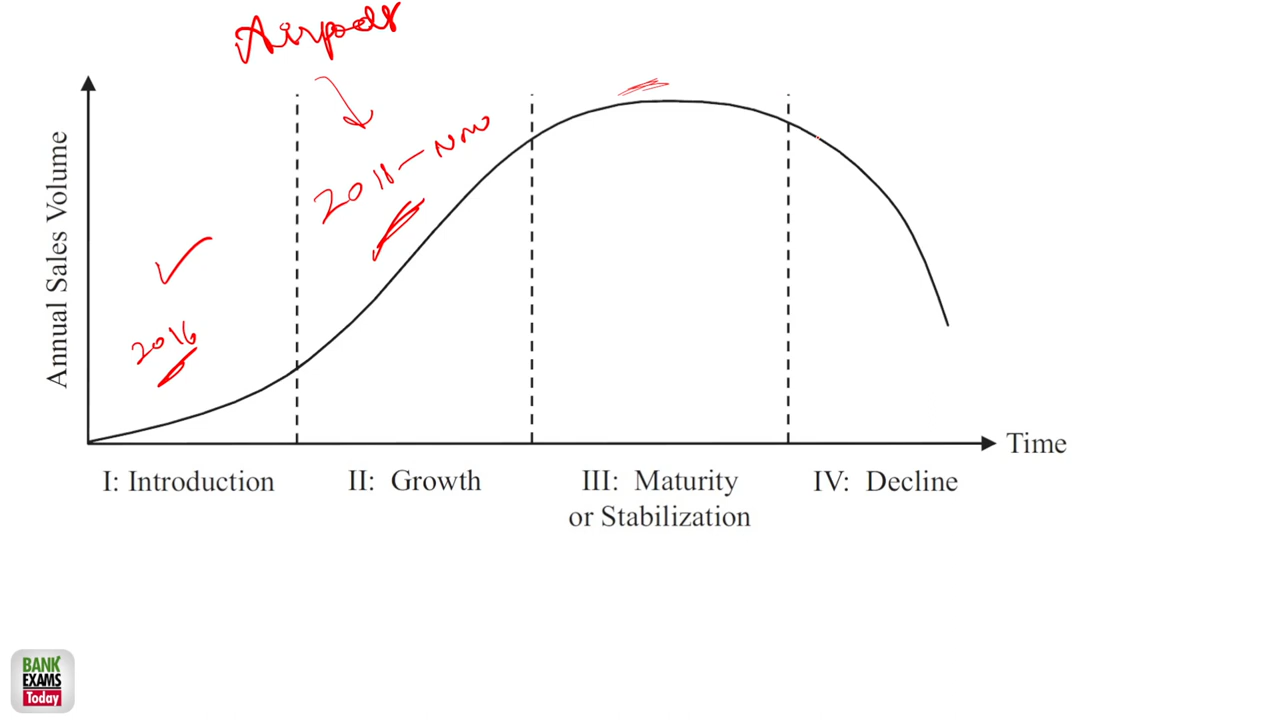 Airpods
2018 - Now
2016
Annual Sales Volume
Time
I: Introduction
II: Growth
III: Maturity
or Stabilization
IV: Decline
BANK
EXAMS
Today